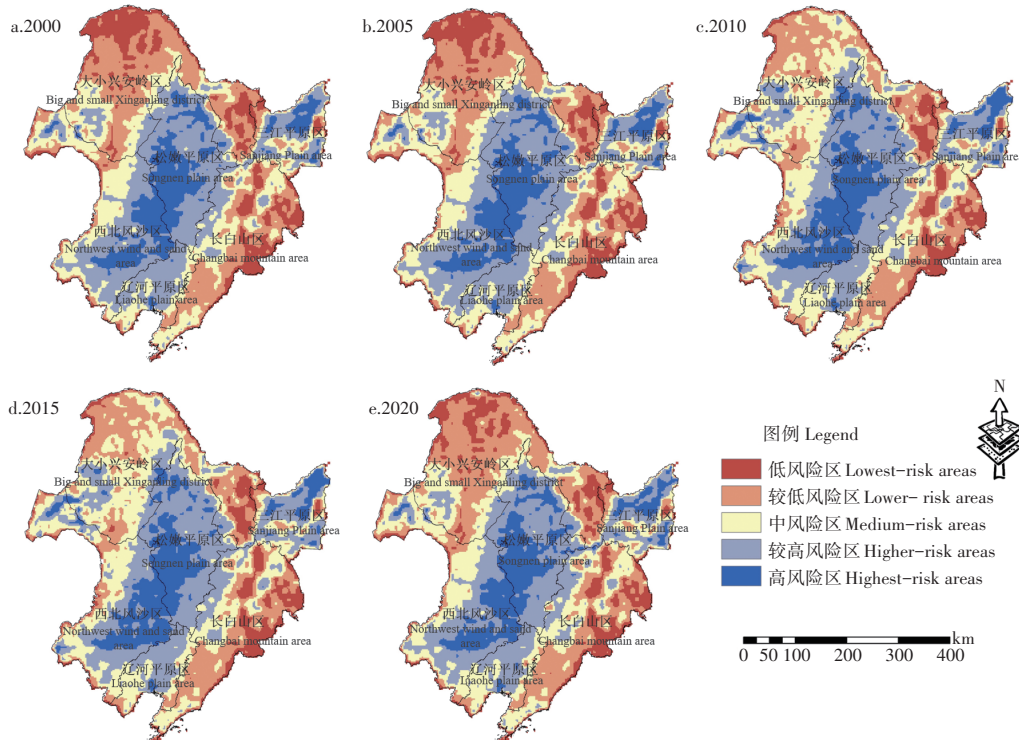 a.2000
大小兴安岭区
Big and small Xinganling district
三江平原区
Sanjiang Plain area
松嫩平原区
Songnen plain area
西北风沙区
Northwest wind and sand
area
长白山区
Changbai mountain area
辽河平原区
Liaohe plain area
b.2005
大小兴安岭区
Big and small Xinganling district
三江平原区
Sanjiang Plain area
松嫩平原区
Songnen plain area
西北风沙区
Northwest wind and sand
area
长白山区
Changbai mountain area
辽河平原区
Liaohe plain area
c.2010
大小兴安岭区
Big and small Xinganling district
三江平原区
Sanjiang Plain area
松嫩平原区
Songnen plain area
西北风沙区
Northwest wind and sand
area
长白山区
Changbai mountain area
辽河平原区
Liaohe plain area
d.2015
大小兴安岭区
Big and small Xinganling district
三江平原区
Sanjiang Plain area
松嫩平原区
Songnen plain area
西北风沙区
Northwest wind and sand
area
长白山区
Changbai mountain area
辽河平原区
Liaohe plain area
e.2020
大小兴安岭区
Big and small Xinganling district
三江平原区
Sanjiang Plain area
松嫩平原区
Songnen plain area
西北风沙区
Northwest wind and sand
area
长白山区
Changbai mountain area
辽河平原区
Liaohe plain area
N
图例 Legend
低风险区 Lowest-risk areas
较低风险区 Lower- risk areas
中风险区 Medium-risk areas
较高风险区 Higher-risk areas
高风险区 Highest-risk areas
km
0 50 100 200 300 400